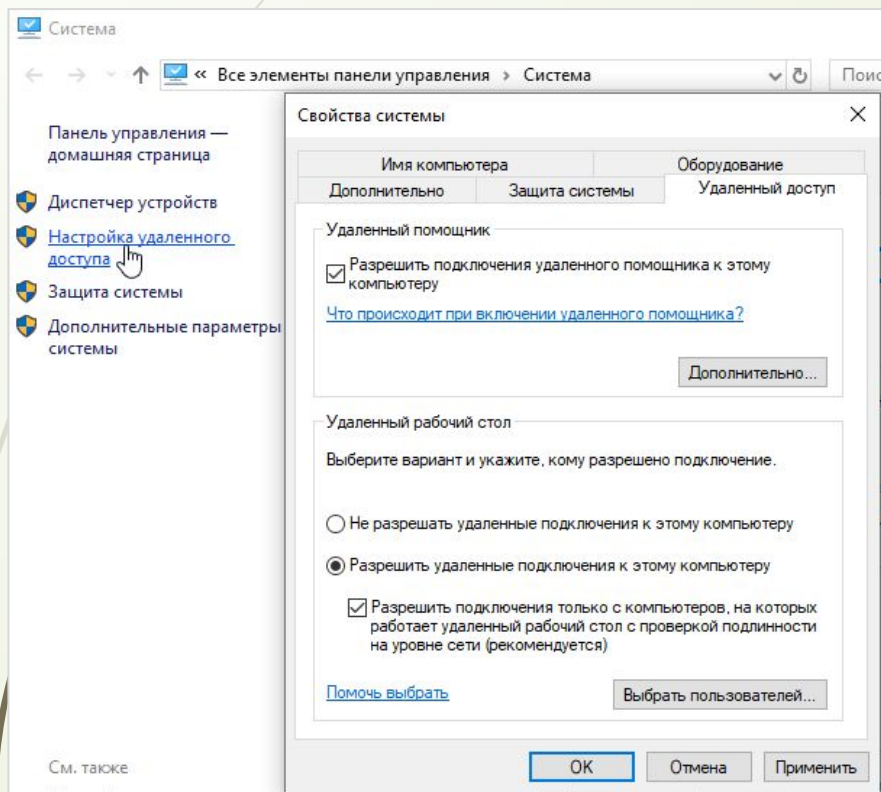 Система
« Все элементы панели управления › Система
Поис
Панель управления —
домашняя страница
Диспетчер устройств
Настройка удаленного
доступа
Защита системы
Дополнительные параметры
системы
См. также
Свойства системы
Имя компьютера
Оборудование
Дополнительно
Защита системы
Удаленный доступ
Удаленный помощник
Разрешить подключения удаленного помощника к этому
компьютеру
Что происходит при включении удаленного помощника?
Дополнительно...
Удаленный рабочий стол
Выберите вариант и укажите, кому разрешено подключение.
Не разрешать удаленные подключения к этому компьютеру
Разрешить удаленные подключения к этому компьютеру
Разрешить подключения только с компьютеров, на которых
работает удаленный рабочий стол с проверкой подлинности
на уровне сети (рекомендуется)
Помочь выбрать
Выбрать пользователей...
OK
Отмена
Применить